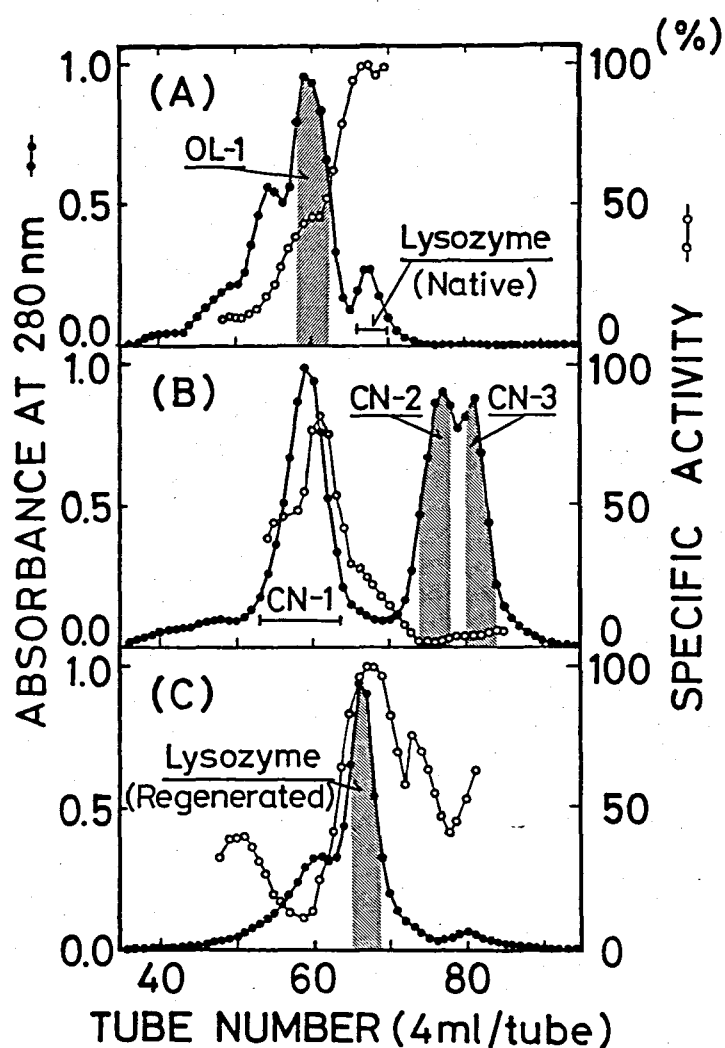 (%)
1.0 (A) 100
OL-1
0.5 50
Lysozyme
(Native)
0.0 0
1.0 (B) CN-2 CN-3 100
0.5 50
CN-1
0.0 0
1.0 (C) 100
Lysozyme
(Regenerated)
0.5 50
0.0 0
40 60 80
TUBE NUMBER (4ml/tube)
ABSORBANCE AT 280nm
SPECIFIC ACTIVITY